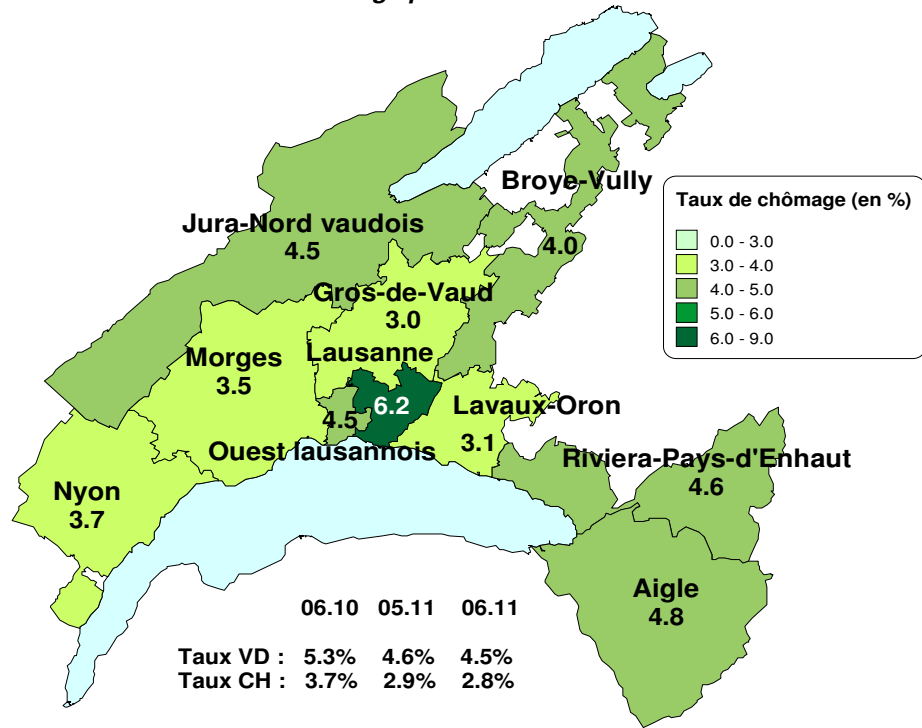 Broye-Vully
4.0
Taux de chômage (en %)
0.0 - 3.0
3.0 - 4.0
4.0 - 5.0
5.0 - 6.0
6.0 - 9.0
Jura-Nord vaudois
4.5
Gros-de-Vaud
3.0
Morges
3.5
Lausanne
6.2
4.5
Ouest lausannois
Lavaux-Oron
3.1
Riviera-Pays-d'Enhaut
4.6
Nyon
3.7
Aigle
4.8
06.10 05.11 06.11
Taux VD : 5.3% 4.6% 4.5%
Taux CH : 3.7% 2.9% 2.8%